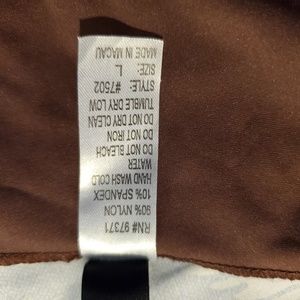 RN# 97371
90% NYLON
10% SPANDEX
HAND WASH COLD
WATER
DO NOT BLEACH
DO NOT IRON
DO NOT DRY CLEAN
TUMBLE DRY LOW
STYLE: #7502
SIZE: L
MADE IN MACAU